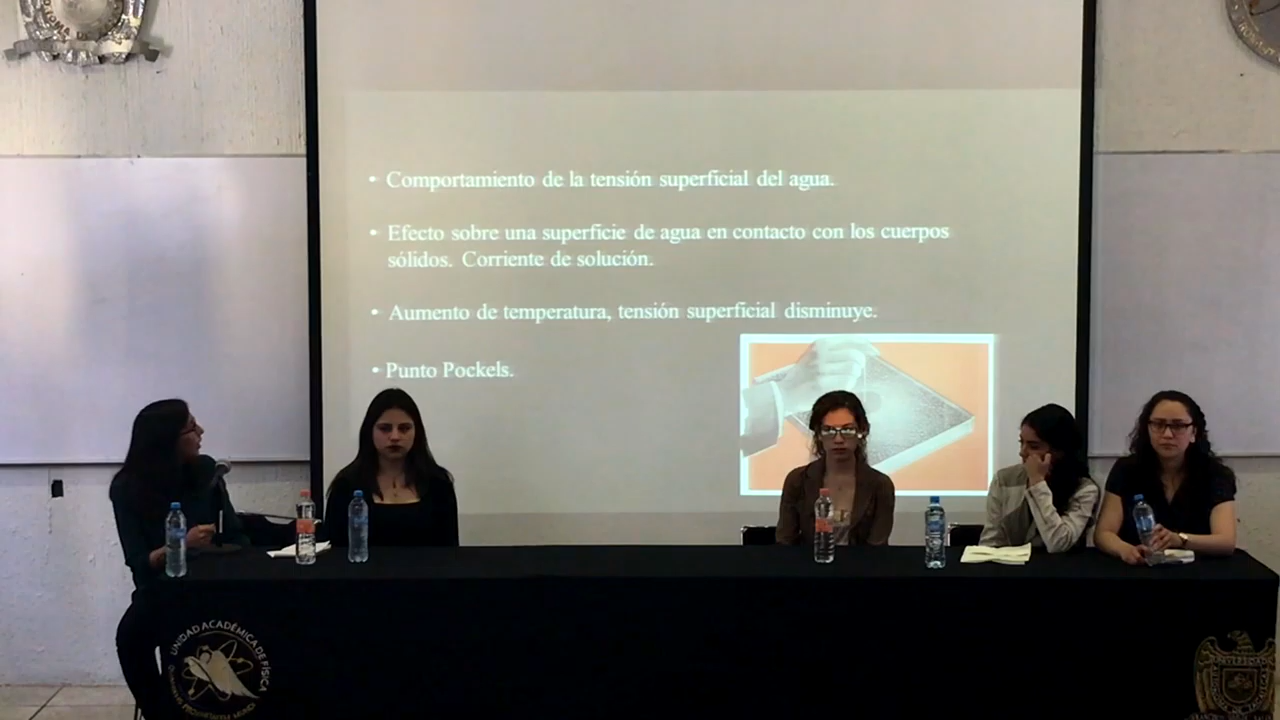 • Comportamiento de la tensión superficial del agua.
• Efecto sobre una superficie de agua en contacto con los cuerpos
sólidos. Corriente de solución.
• Aumento de temperatura, tensión superficial disminuye.
• Punto Pockels.
UNIDAD ACADÉMICA DE FÍSICA